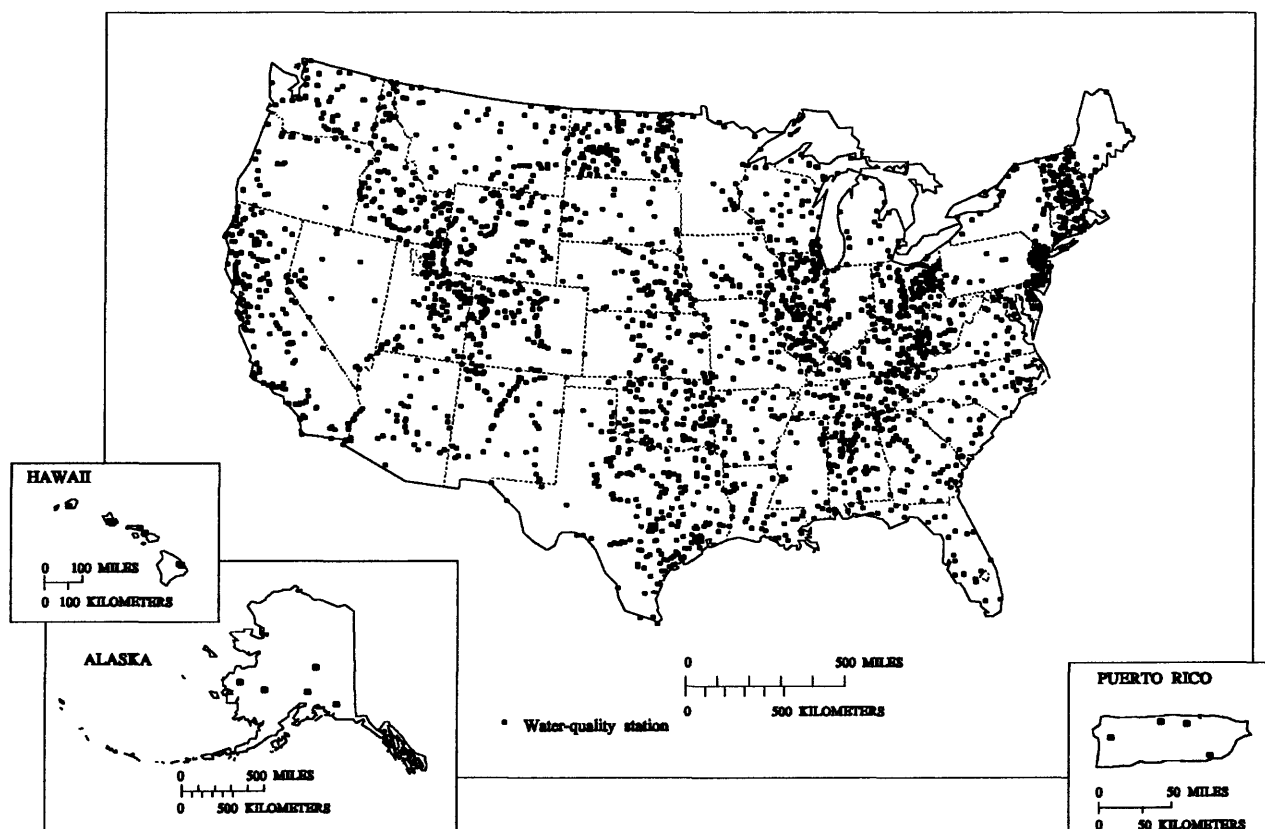 HAWAII
0 100 MILES
0 100 KILOMETERS
ALASKA
0 500 MILES
0 500 KILOMETERS
0 500 MILES
0 500 KILOMETERS
Water-quality station
PUERTO RICO
0 50 MILES
0 50 KILOMETERS